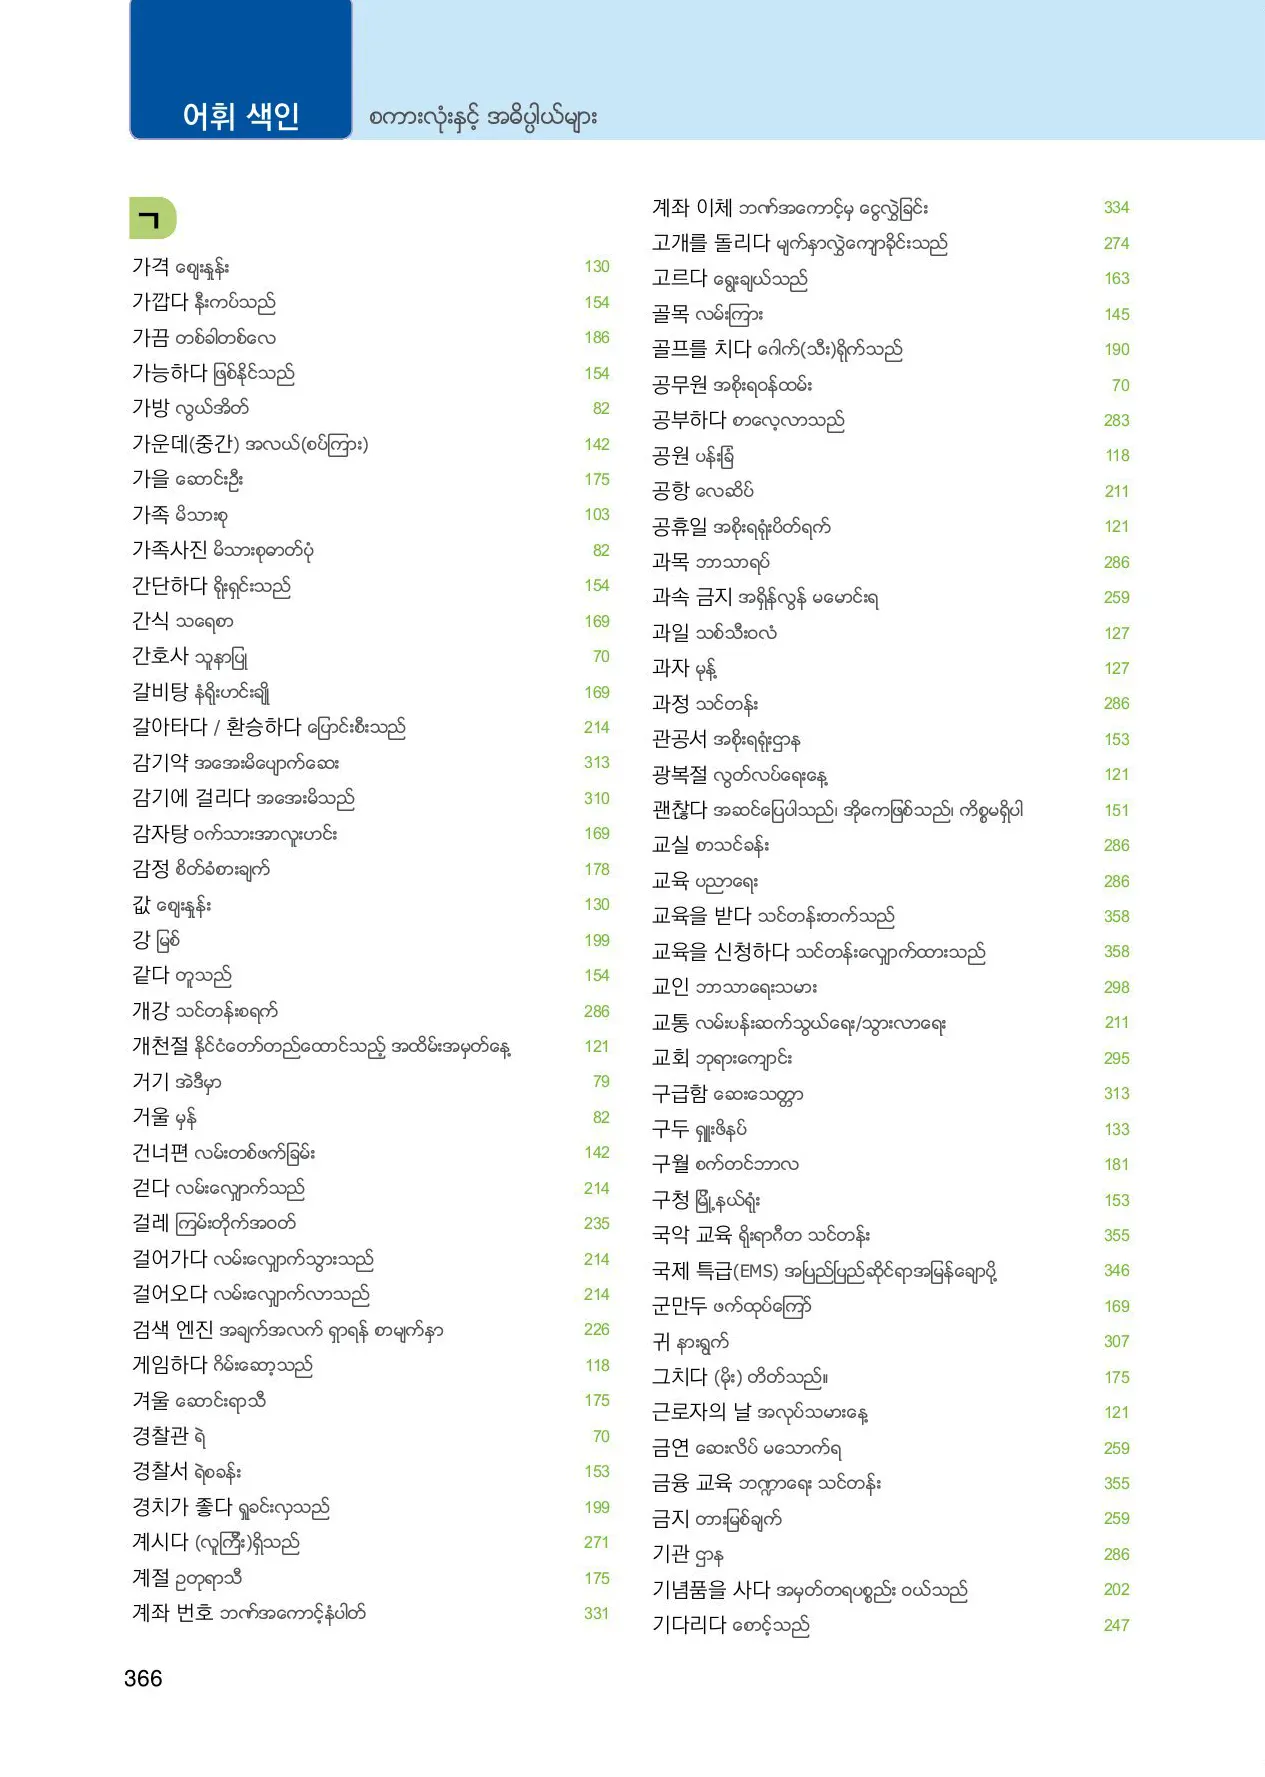 어휘 색인 စကားလုံးနှင့် အဓိပ္ပါယ်များ
ㄱ
가격 ဈေးနှုန်း 130
가깝다 နီးကပ်သည် 154
가끔 တစ်ခါတစ်လေ 186
가능하다 ဖြစ်နိုင်သည် 154
가방 လွယ်အိတ် 82
가운데(중간) အလယ်(စပ်ကြား) 142
가을 ဆောင်းဦး 175
가족 မိသားစု 103
가족사진 မိသားစုဓာတ်ပုံ 82
간단하다 ရိုးရှင်းသည် 154
간식 သရေစာ 169
간호사 သူနာပြု 70
갈비탕 နံရိုးဟင်းချို 169
갈아타다 / 환승하다 ပြောင်းစီးသည် 214
감기약 အအေးမိပျောက်ဆေး 313
감기에 걸리다 အအေးမိသည် 310
감자탕 ဝက်သားအာလူးဟင်း 169
감정 စိတ်ခံစားချက် 178
값 ဈေးနှုန်း 130
강 မြစ် 199
같다 တူသည် 154
개강 သင်တန်းစရက် 286
개천절 နိုင်ငံတော်တည်ထောင်သည့် အထိမ်းအမှတ်နေ့ 121
거기 အဲဒီမှာ 79
거울 မှန် 82
건너편 လမ်းတစ်ဖက်ခြမ်း 142
걷다 လမ်းလျှောက်သည် 214
걸레 ကြမ်းတိုက်အဝတ် 235
걸어가다 လမ်းလျှောက်သွားသည် 214
걸어오다 လမ်းလျှောက်လာသည် 214
검색 엔진 အချက်အလက် ရှာရန် စာမျက်နှာ 226
게임하다 ဂိမ်းဆော့သည် 118
겨울 ဆောင်းရာသီ 175
경찰관 ရဲ 70
경찰서 ရဲစခန်း 153
경치가 좋다 ရှုခင်းလှသည် 199
계시다 (လူကြီး)ရှိသည် 271
계절 ဥတုရာသီ 175
계좌 번호 ဘဏ်အကောင့်နံပါတ် 331
계좌 이체 ဘဏ်အကောင့်မှ ငွေလွှဲခြင်း 334
고개를 돌리다 မျက်နှာလွှဲကျောခိုင်းသည် 274
고르다 ရွေးချယ်သည် 163
골목 လမ်းကြား 145
골프를 치다 ဂေါက်(သီး)ရိုက်သည် 190
공무원 အစိုးရဝန်ထမ်း 70
공부하다 စာလေ့လာသည် 283
공원 ပန်းခြံ 118
공항 လေဆိပ် 211
공휴일 အစိုးရရုံးပိတ်ရက် 121
과목 ဘာသာရပ် 286
과속 금지 အရှိန်လွန် မမောင်းရ 259
과일 သစ်သီးဝလံ 127
과자 မုန့် 127
과정 သင်တန်း 286
관공서 အစိုးရရုံးဌာန 153
광복절 လွတ်လပ်ရေးနေ့ 121
괜찮다 အဆင်ပြေပါသည်၊ အိုကေဖြစ်သည်၊ ကိစ္စမရှိပါ 151
교실 စာသင်ခန်း 286
교육 ပညာရေး 286
교육을 받다 သင်တန်းတက်သည် 358
교육을 신청하다 သင်တန်းလျှောက်ထားသည် 358
교인 ဘာသာရေးသမား 298
교통 လမ်းပန်းဆက်သွယ်ရေး/သွားလာရေး 211
교회 ဘုရားကျောင်း 295
구급함 ဆေးသေတ္တာ 313
구두 ရှူးဖိနပ် 133
구월 စက်တင်ဘာလ 181
구청 မြို့နယ်ရုံး 153
국악 교육 ရိုးရာဂီတ သင်တန်း 355
국제 특급(EMS) အပြည်ပြည်ဆိုင်ရာအမြန်ချောပို့ 346
군만두 ဖက်ထုပ်ကြော် 169
귀 နားရွက် 307
그치다 (မိုး) တိတ်သည်။ 175
근로자의 날 အလုပ်သမားနေ့ 121
금연 ဆေးလိပ် မသောက်ရ 259
금융 교육 ဘဏ္ဍာရေး သင်တန်း 355
금지 တားမြစ်ချက် 259
기관 ဌာန 286
기념품을 사다 အမှတ်တရပစ္စည်း ဝယ်သည် 202
기다리다 စောင့်သည် 247
366